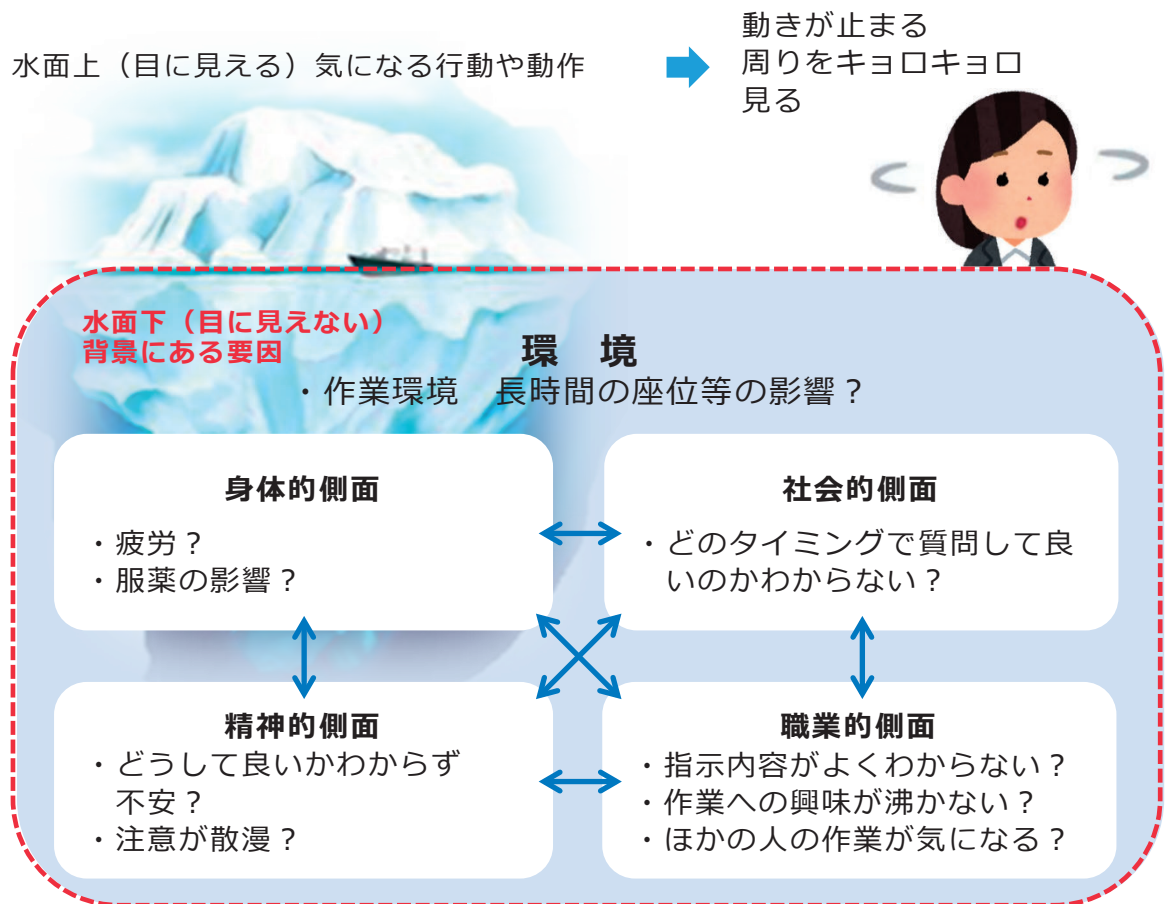 水面上（目に見える）気になる行動や動作
動きが止まる
周りをキョロキョロ
見る
水面下（目に見えない）
背景にある要因
環　境
・作業環境　長時間の座位等の影響？
身体的側面
・疲労？
・服薬の影響？
社会的側面
・どのタイミングで質問して良
いのかわからない？
精神的側面
・どうして良いかわからず
不安？
・注意が散漫？
職業的側面
・指示内容がよくわからない？
・作業への興味が沸かない？
・ほかの人の作業が気になる？